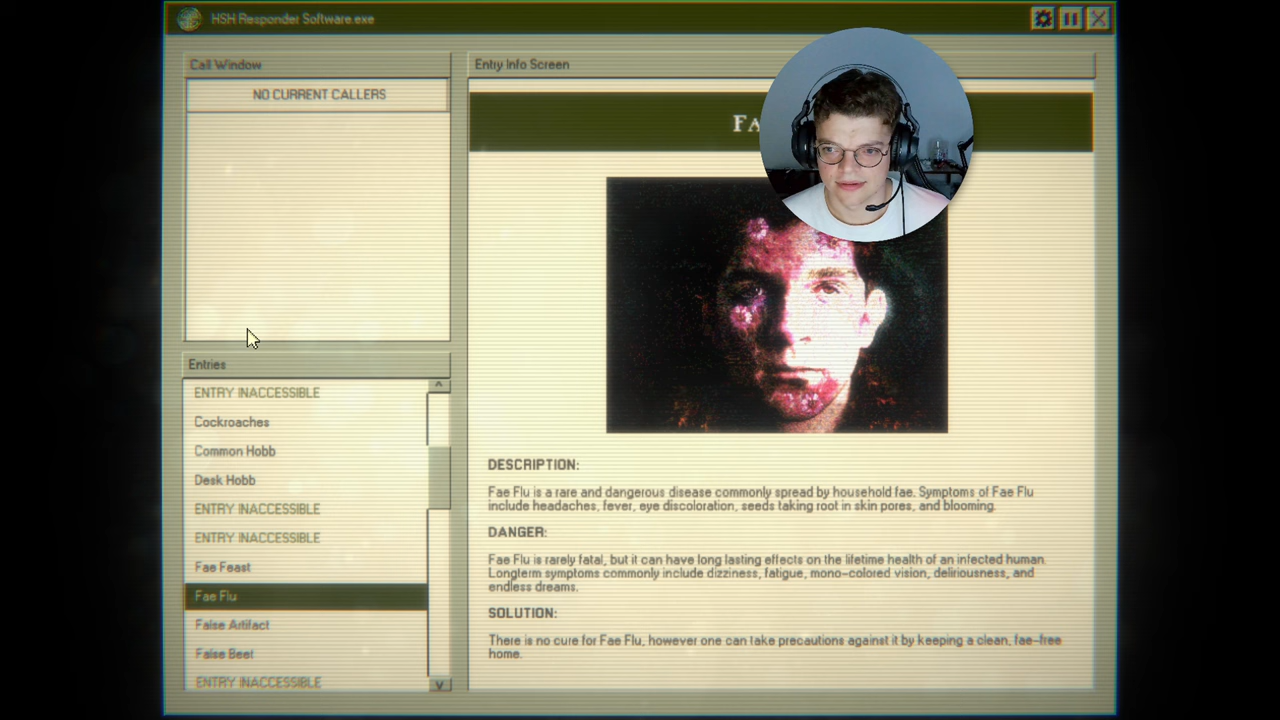 HSH Responder Software.exe
Call Window
NO CURRENT CALLERS
Entries
ENTRY INACCESSIBLE
Cockroaches
Common Hobb
Desk Hobb
ENTRY INACCESSIBLE
ENTRY INACCESSIBLE
Fae Feast
Fae Flu
False Artifact
False Beet
ENTRY INACCESSIBLE
Entry Info Screen
DESCRIPTION:
Fae Flu is a rare and dangerous disease commonly spread by household fae. Symptoms of Fae Flu
include headaches, fever, eye discoloration, seeds taking root in skin pores, and blooming.
DANGER:
Fae Flu is rarely fatal, but it can have long lasting effects on the lifetime health of an infected human.
Longterm symptoms commonly include dizziness, fatigue, mono-colored vision, deliriousness, and
endless dreams.
SOLUTION:
There is no cure for Fae Flu, however one can take precautions against it by keeping a clean, fae-free
home.